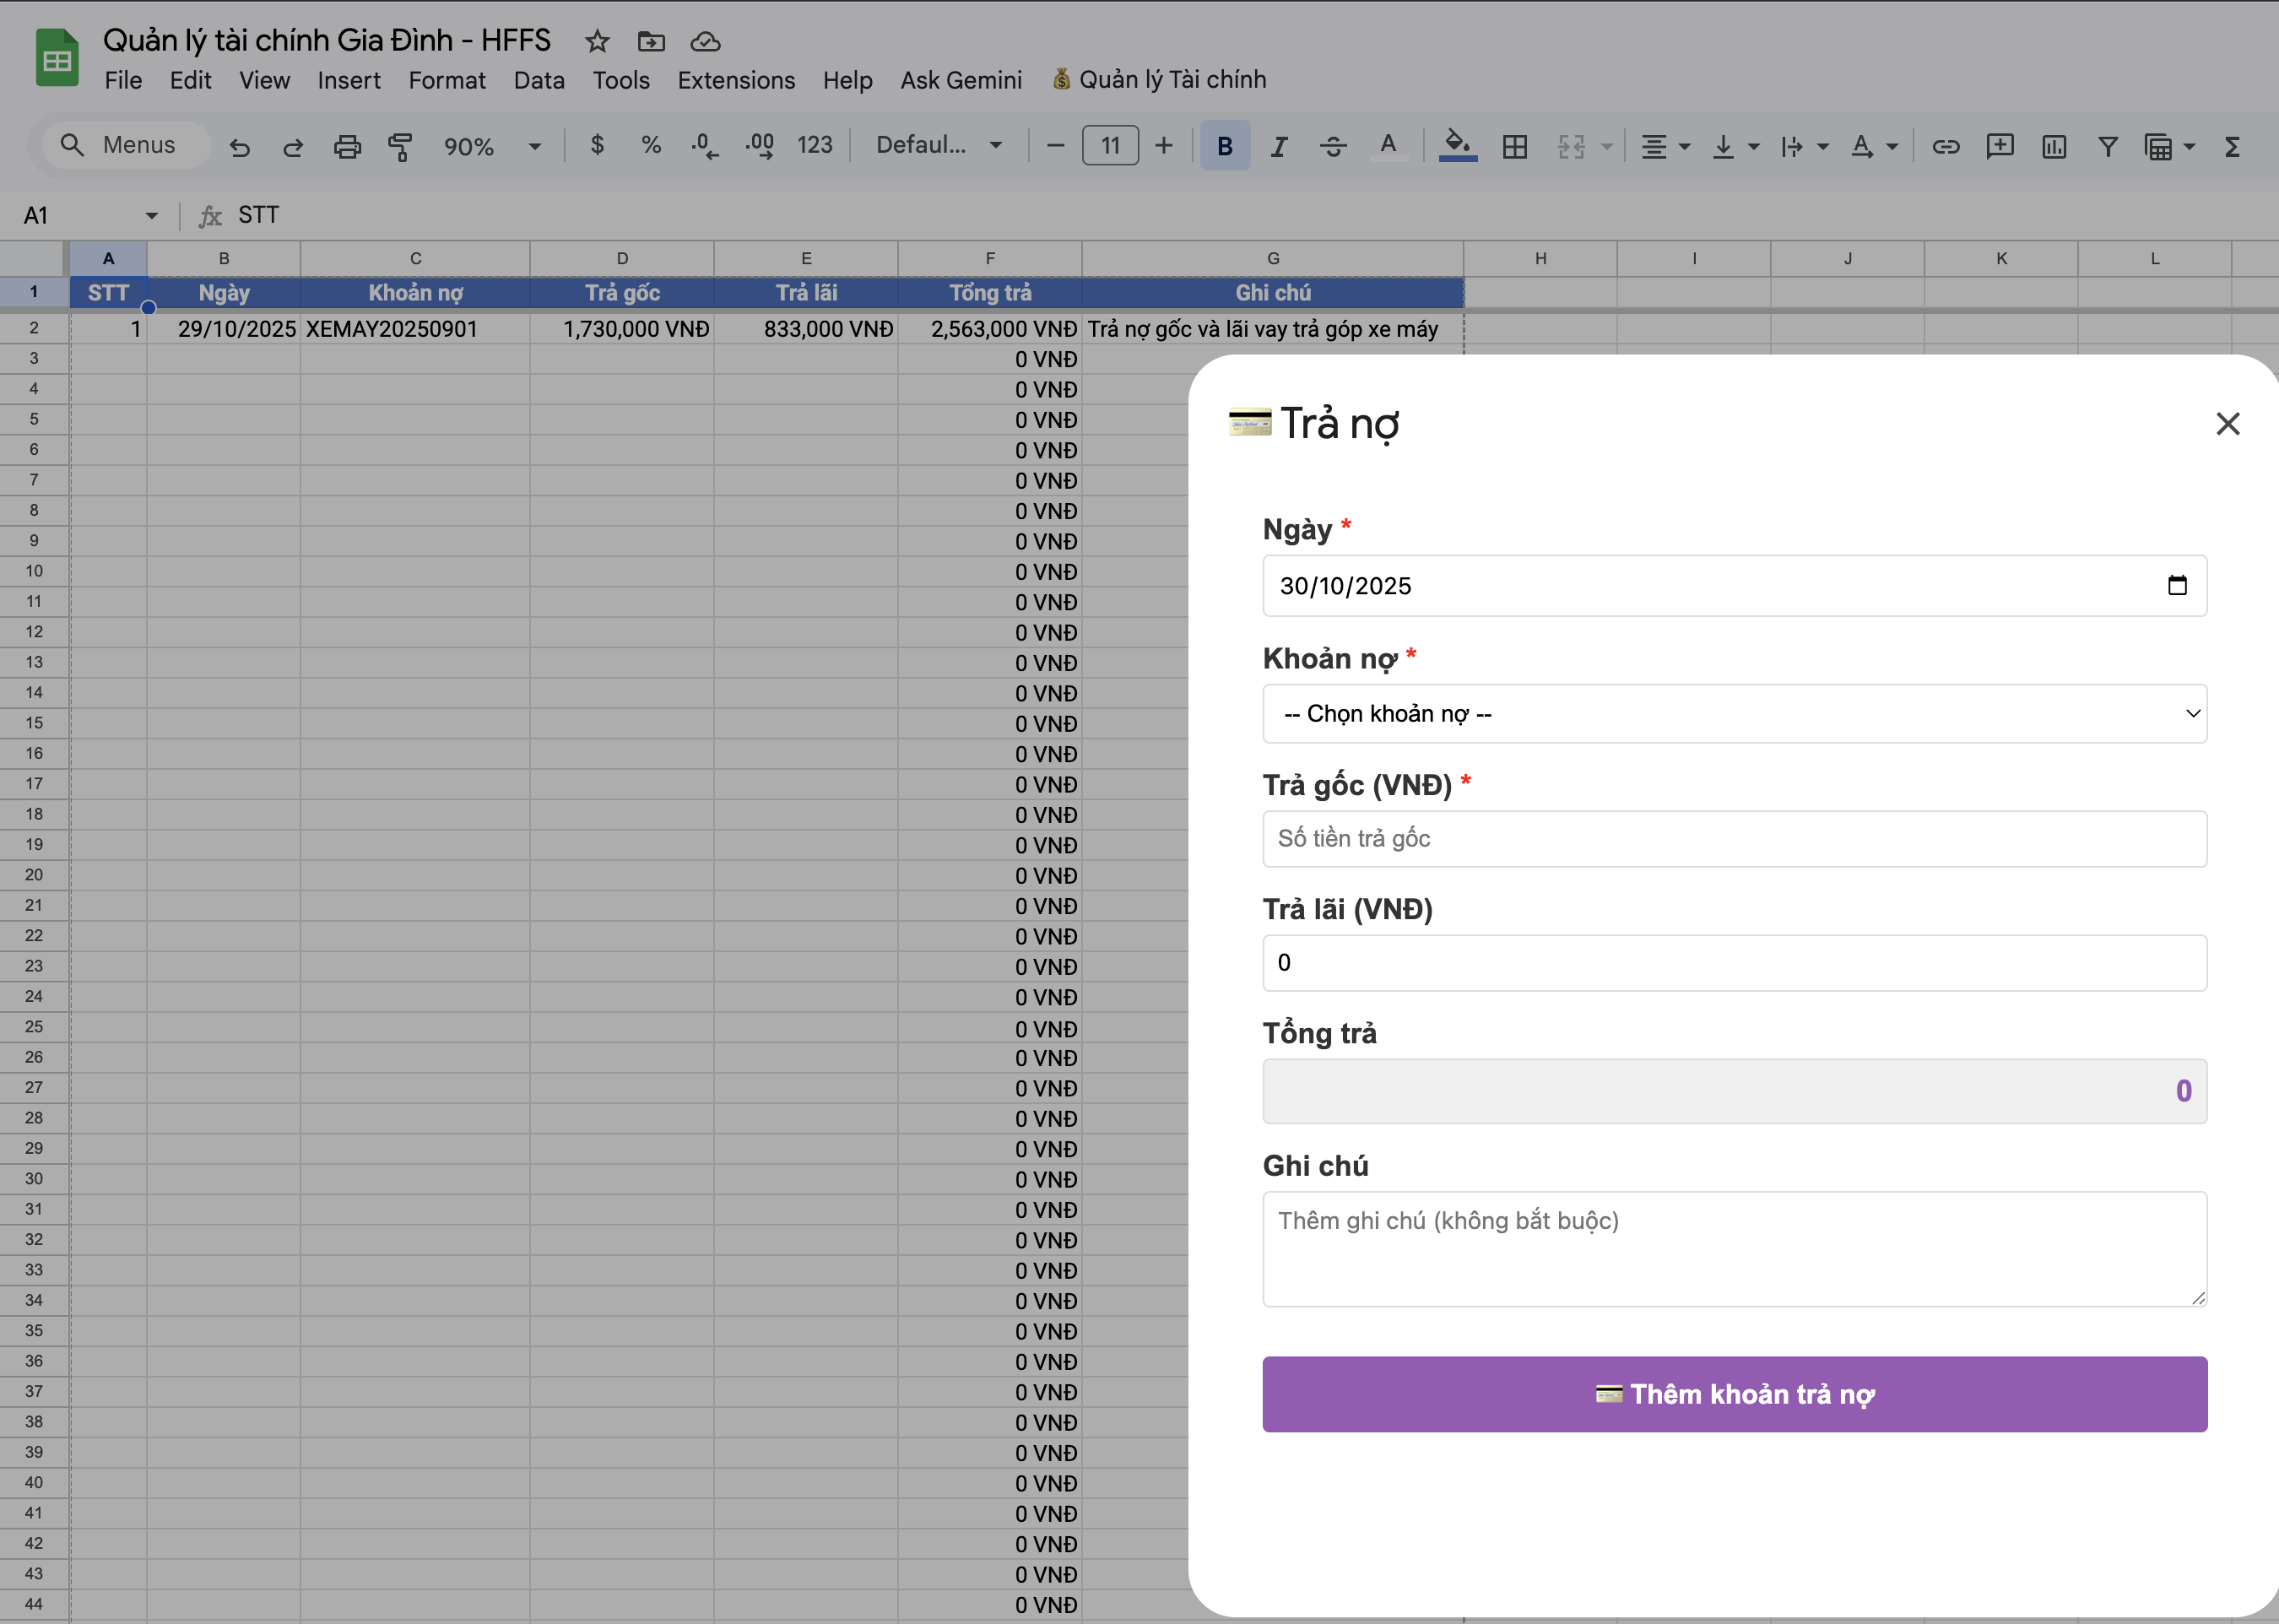 Quản lý tài chính Gia Đình - HFFS
File Edit View Insert Format Data Tools Extensions Help Ask Gemini 💰 Quản lý Tài chính
Menus 90% $ % .0 .00 123 Defaul... − 11 + B I A A Σ
A1 fx STT
A B C D E F G H I J K L
1 STT Ngày Khoản nợ Trả gốc Trả lãi Tổng trả Ghi chú
2 1 29/10/2025 XEMAY20250901 1,730,000 VNĐ 833,000 VNĐ 2,563,000 VNĐ Trả nợ gốc và lãi vay trả góp xe máy
3 0 VNĐ
4 0 VNĐ
5 0 VNĐ
6 0 VNĐ
7 0 VNĐ
8 0 VNĐ
9 0 VNĐ
10 0 VNĐ
11 0 VNĐ
12 0 VNĐ
13 0 VNĐ
14 0 VNĐ
15 0 VNĐ
16 0 VNĐ
17 0 VNĐ
18 0 VNĐ
19 0 VNĐ
20 0 VNĐ
21 0 VNĐ
22 0 VNĐ
23 0 VNĐ
24 0 VNĐ
25 0 VNĐ
26 0 VNĐ
27 0 VNĐ
28 0 VNĐ
29 0 VNĐ
30 0 VNĐ
31 0 VNĐ
32 0 VNĐ
33 0 VNĐ
34 0 VNĐ
35 0 VNĐ
36 0 VNĐ
37 0 VNĐ
38 0 VNĐ
39 0 VNĐ
40 0 VNĐ
41 0 VNĐ
42 0 VNĐ
43 0 VNĐ
44 0 VNĐ
💳 Trả nợ
Ngày *
30/10/2025
Khoản nợ *
-- Chọn khoản nợ --
Trả gốc (VNĐ) *
Số tiền trả gốc
Trả lãi (VNĐ)
0
Tổng trả
0
Ghi chú
Thêm ghi chú (không bắt buộc)
💳 Thêm khoản trả nợ